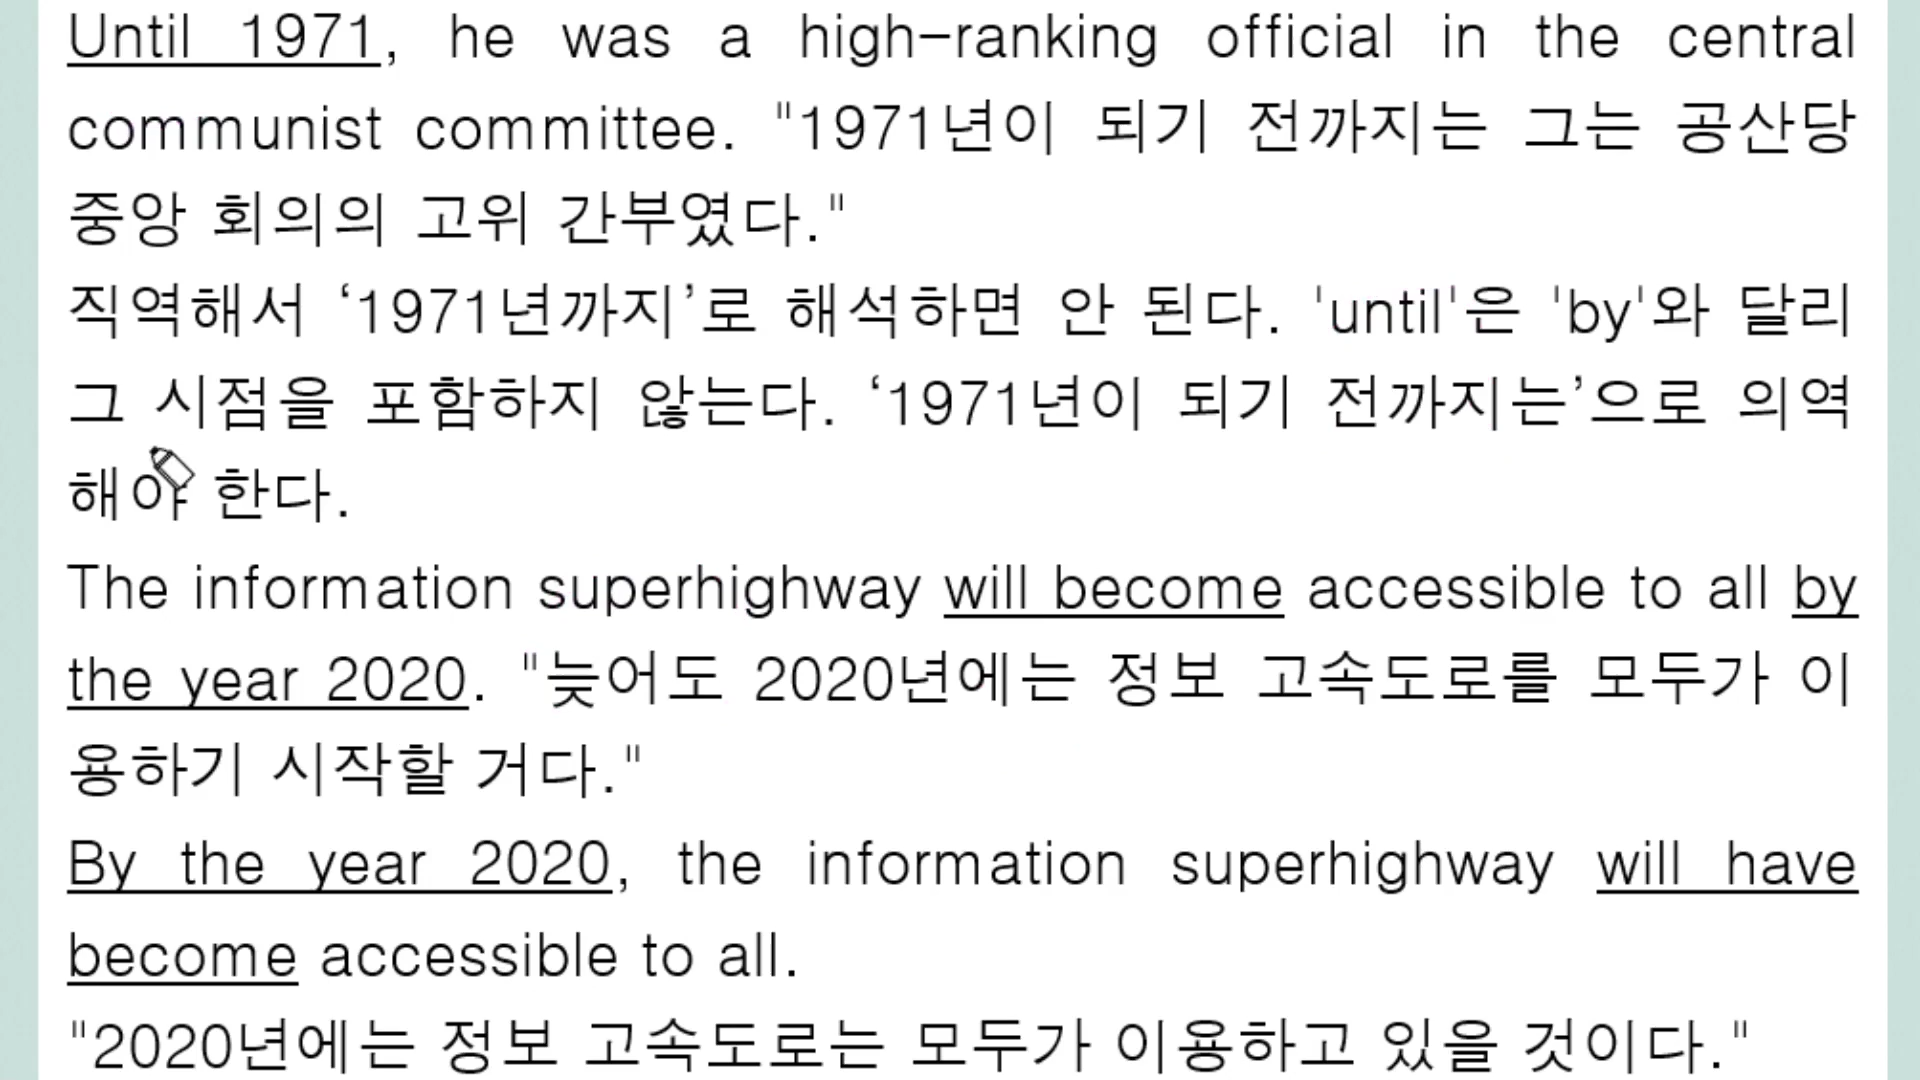 Until 1971, he was a high-ranking official in the central
communist committee. "1971년이 되기 전까지는 그는 공산당
중앙 회의의 고위 간부였다."
직역해서 ‘1971년까지’로 해석하면 안 된다. 'until'은 'by'와 달리
그 시점을 포함하지 않는다. ‘1971년이 되기 전까지는’으로 의역
해야 한다.
The information superhighway will become accessible to all by
the year 2020. "늦어도 2020년에는 정보 고속도로를 모두가 이
용하기 시작할 거다."
By the year 2020, the information superhighway will have
become accessible to all.
"2020년에는 정보 고속도로는 모두가 이용하고 있을 것이다."